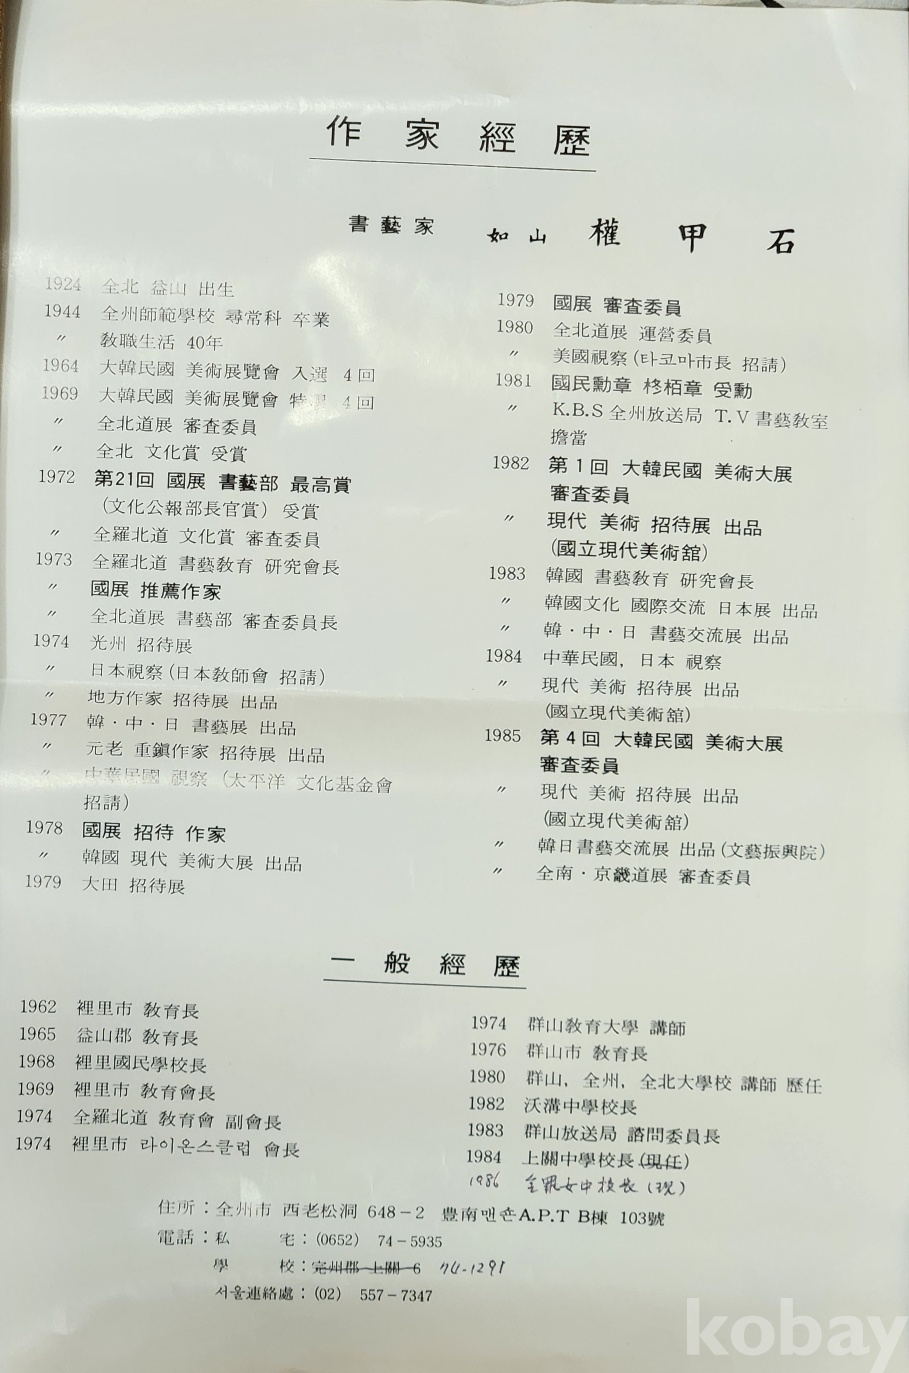 作家經歷
書藝家 如山 權甲石
1924 全北 益山 出生
1944 全州師範學校 尋常科 卒業
〃 敎職生活 40年
1964 大韓民國 美術展覽會 入選 4回
1969 大韓民國 美術展覽會 特選 4回
〃 全北道展 審査委員
〃 全北 文化賞 受賞
1972 第21回 國展 書藝部 最高賞
(文化公報部長官賞) 受賞
〃 全羅北道 文化賞 審査委員
1973 全羅北道 書藝敎育 硏究會長
〃 國展 推薦作家
〃 全北道展 書藝部 審査委員長
1974 光州 招待展
〃 日本視察(日本敎師會 招請)
〃 地方作家 招待展 出品
1977 韓·中·日 書藝展 出品
〃 元老 重鎭作家 招待展 出品
〃 中華民國 視察 (太平洋 文化基金會
招請)
1978 國展 招待 作家
〃 韓國 現代 美術大展 出品
1979 大田 招待展
1979 國展 審査委員
1980 全北道展 運營委員
〃 美國視察(타코마市長 招請)
1981 國民勳章 柊栢章 受勳
〃 K.B.S 全州放送局 T.V 書藝敎室
擔當
1982 第1回 大韓民國 美術大展
審査委員
〃 現代 美術 招待展 出品
(國立現代美術舘)
1983 韓國 書藝敎育 硏究會長
〃 韓國文化 國際交流 日本展 出品
〃 韓·中·日 書藝交流展 出品
1984 中華民國, 日本 視察
〃 現代 美術 招待展 出品
(國立現代美術舘)
1985 第4回 大韓民國 美術大展
審査委員
〃 現代 美術 招待展 出品
(國立現代美術舘)
〃 韓日書藝交流展 出品(文藝振興院)
〃 全南·京畿道展 審査委員
一般經歷
1962 裡里市 敎育長
1965 益山郡 敎育長
1968 裡里國民學校長
1969 裡里市 敎育會長
1974 全羅北道 敎育會 副會長
1974 裡里市 라이온스클럽 會長
1974 群山敎育大學 講師
1976 群山市 敎育長
1980 群山, 全州, 全北大學校 講師 歷任
1982 沃溝中學校長
1983 群山放送局 諮問委員長
1984 上關中學校長(現任)
1986 全羅女中校長(現)
住所:全州市 西老松洞 648-2 豊南맨숀A.P.T B棟 103號
電話:私 宅:(0652) 74-5935
學 校:完州郡 上關 6 74-1291
서울連絡處:(02) 557-7347
kobay